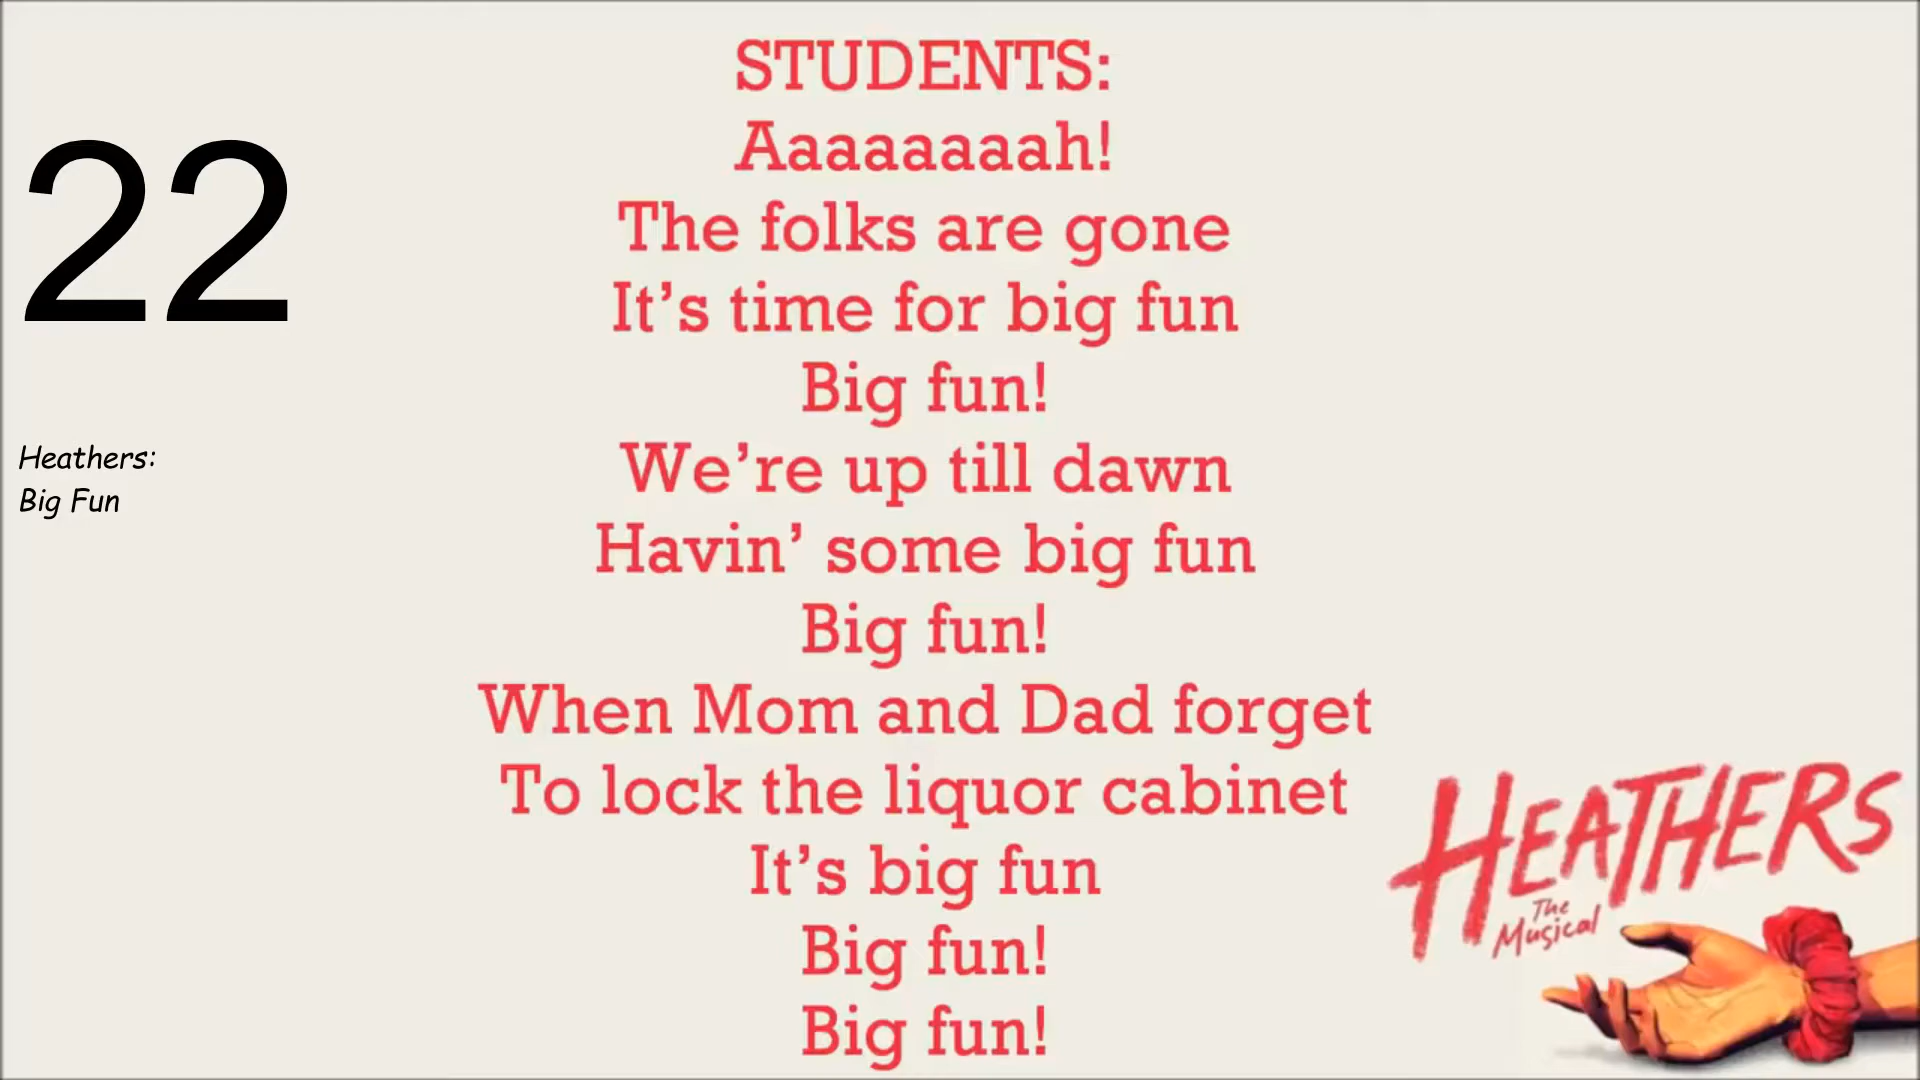 22
Heathers:
Big Fun
STUDENTS:
Aaaaaaaah!
The folks are gone
It’s time for big fun
Big fun!
We’re up till dawn
Havin’ some big fun
Big fun!
When Mom and Dad forget
To lock the liquor cabinet
It’s big fun
Big fun!
Big fun!
HEATHERS
The
Musical